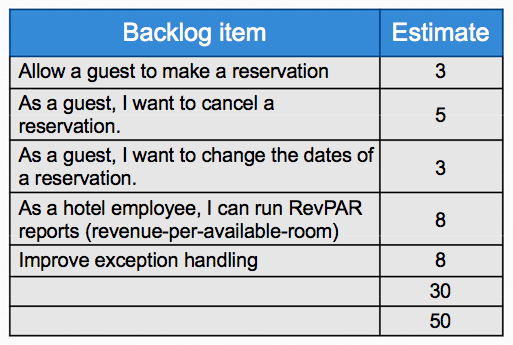 Backlog item Estimate
Allow a guest to make a reservation 3
As a guest, I want to cancel a
reservation. 5
As a guest, I want to change the dates of
a reservation. 3
As a hotel employee, I can run RevPAR
reports (revenue-per-available-room) 8
Improve exception handling 8
30
50